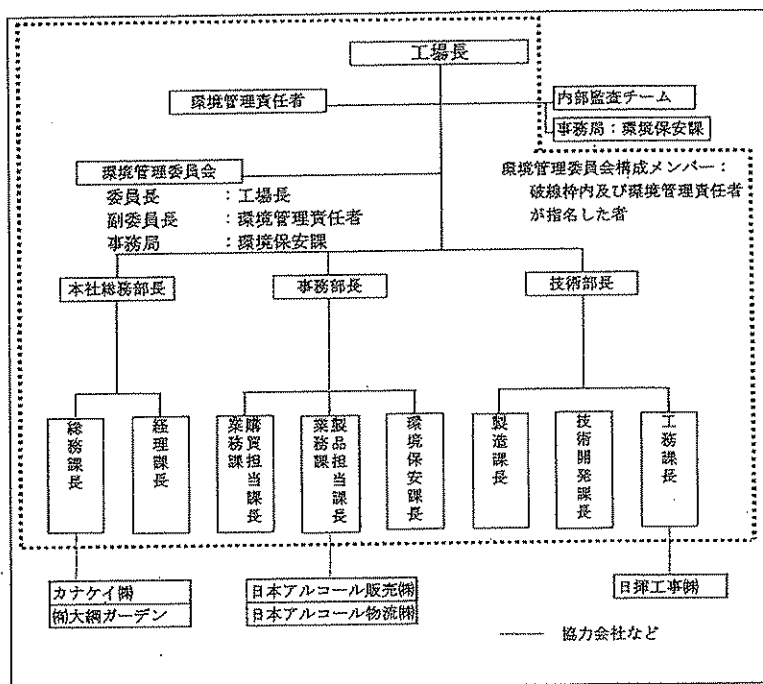 工場長
環境管理責任者
内部監査チーム
事務局：環境保安課
環境管理委員会
委員長　：工場長
副委員長　：環境管理責任者
事務局　：環境保安課
環境管理委員会構成メンバー：
破線枠内及び環境管理責任者
が指名した者
本社総務部長
事務部長
技術部長
総務課長
経理課長
業務課
購買担当課長
業務課
製品担当課長
環境保安課長
製造課長
技術開発課長
工務課長
カナケイ㈱
㈲大網ガーデン
日本アルコール販売㈱
日本アルコール物流㈱
日揮工事㈱
協力会社など